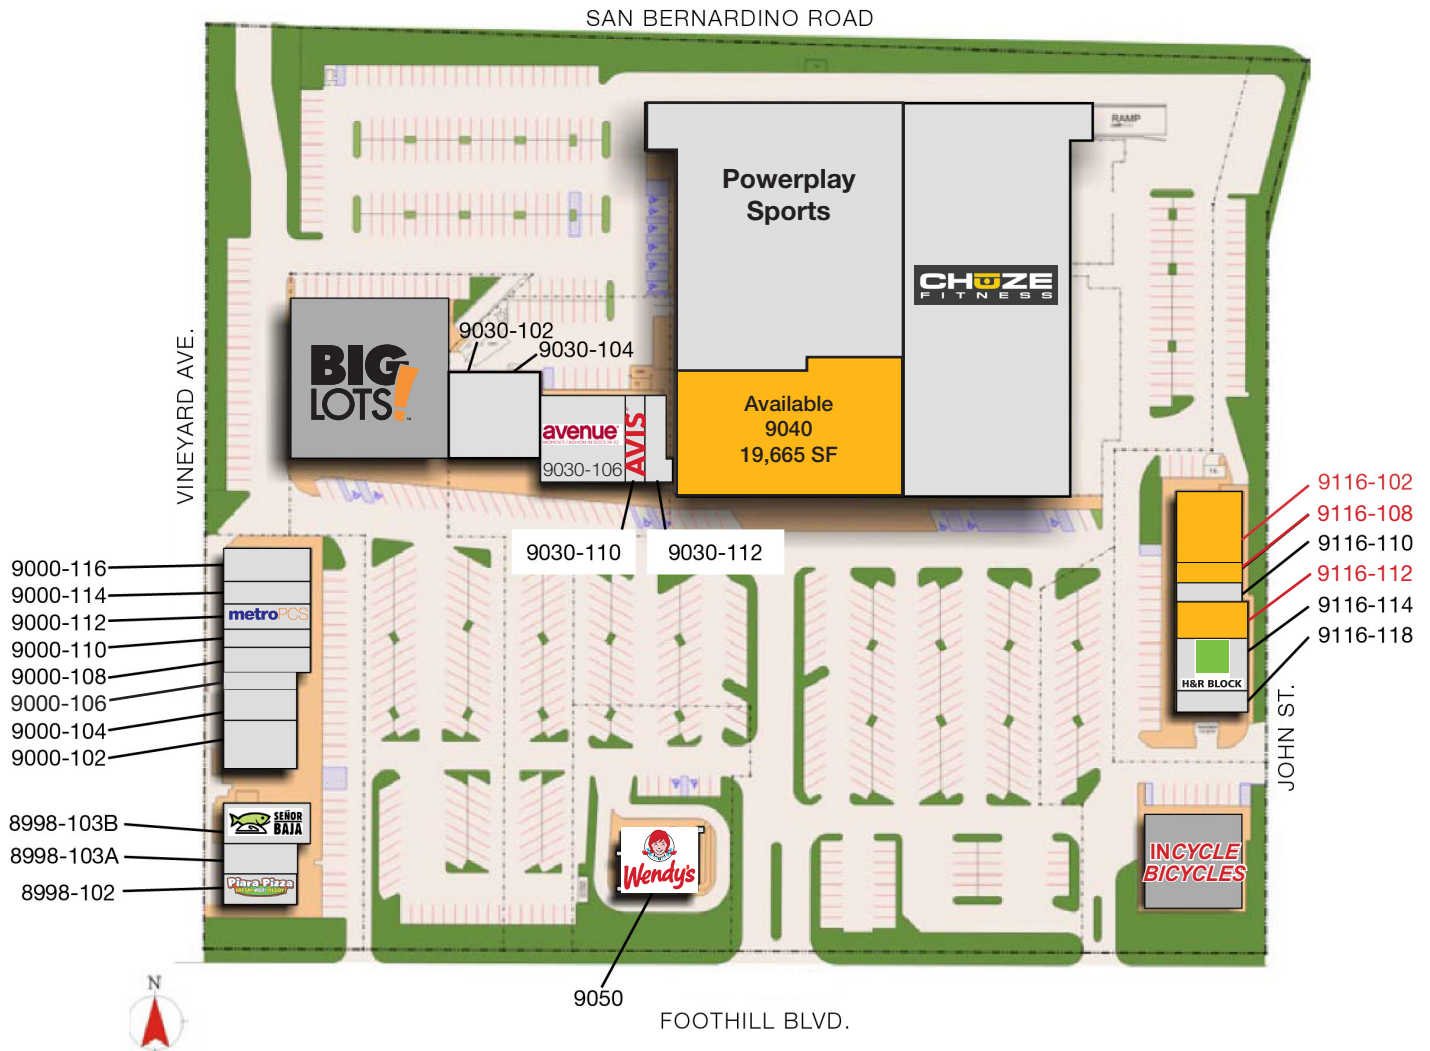 SAN BERNARDINO ROAD
RAMP
Powerplay
Sports
CHUZE
FITNESS
9030-102
9030-104
BIG
LOTS!
VINEYARD AVE.
avenue
AVIS
9030-106
Available
9040
19,665 SF
9030-110
9030-112
9116-102
9116-108
9116-110
9116-112
9116-114
9116-118
H&R BLOCK
JOHN ST.
9000-116
9000-114
9000-112
metroPCS
9000-110
9000-108
9000-106
9000-104
9000-102
8998-103B
SEÑOR
BAJA
8998-103A
8998-102
Piara Pizza
Wendy's
INCYCLE
BICYCLES
9050
N
FOOTHILL BLVD.